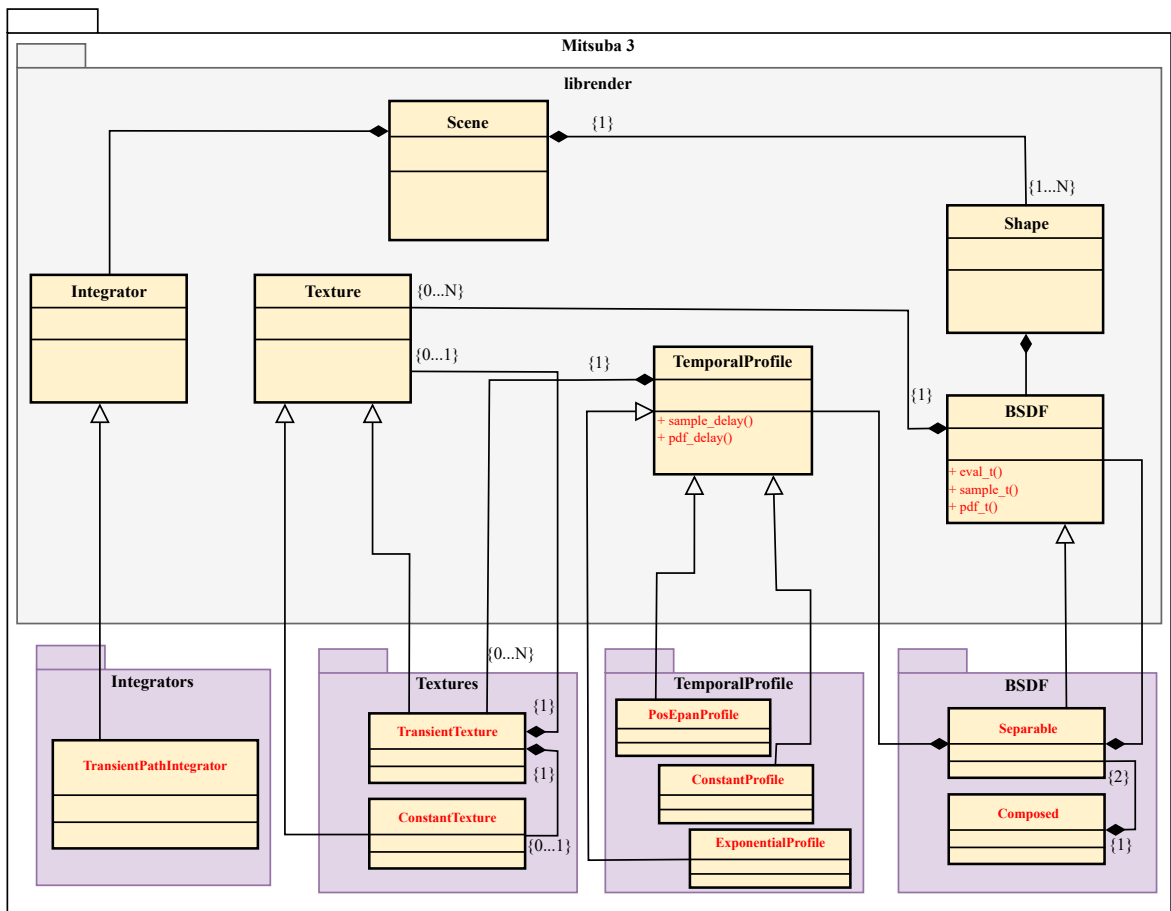 Mitsuba 3
librender
Scene
{1}
{1...N}
Shape
Integrator
Texture
{0...N}
{0...1}
{1}
TemporalProfile
+ sample_delay()
+ pdf_delay()
{1}
BSDF
+ eval_t()
+ sample_t()
+ pdf_t()
{0...N}
Integrators
TransientPathIntegrator
Textures
{1}
TransientTexture
{1}
ConstantTexture
{0...1}
TemporalProfile
PosEpanProfile
ConstantProfile
ExponentialProfile
BSDF
Separable
{2}
Composed
{1}